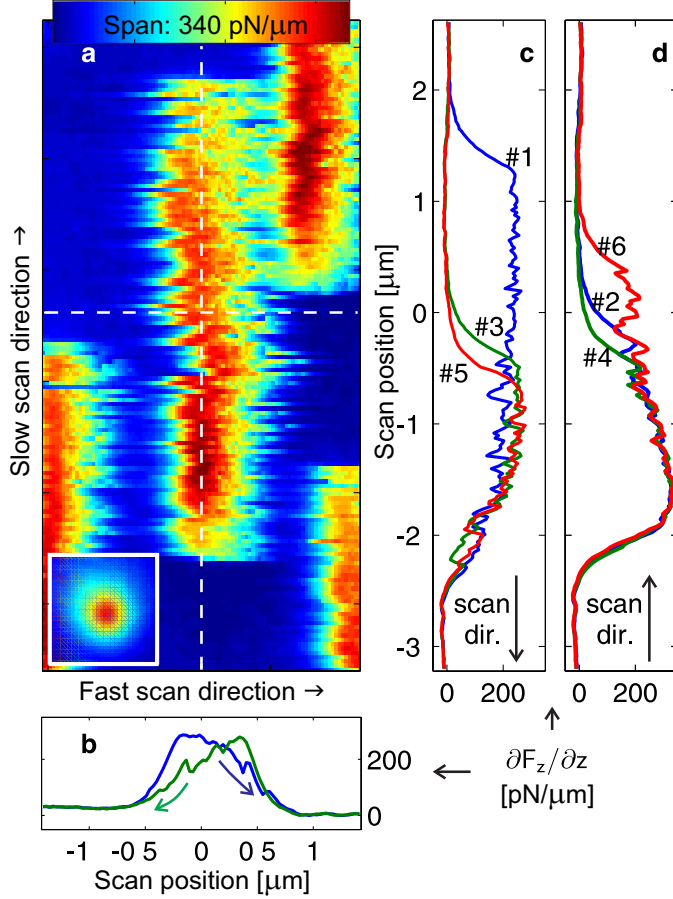 Span: 340 pN/μm
a
Slow scan direction →
Fast scan direction →
b
200
0
-1
-0 5
0
0 5
1
Scan position [μm]
c
#1
#3
#5
2
1
0
-1
-2
-3
Scan position [μm]
scan
dir.
0
200
d
#6
#2
#4
scan
dir.
0
200
∂Fz/∂z
[pN/μm]